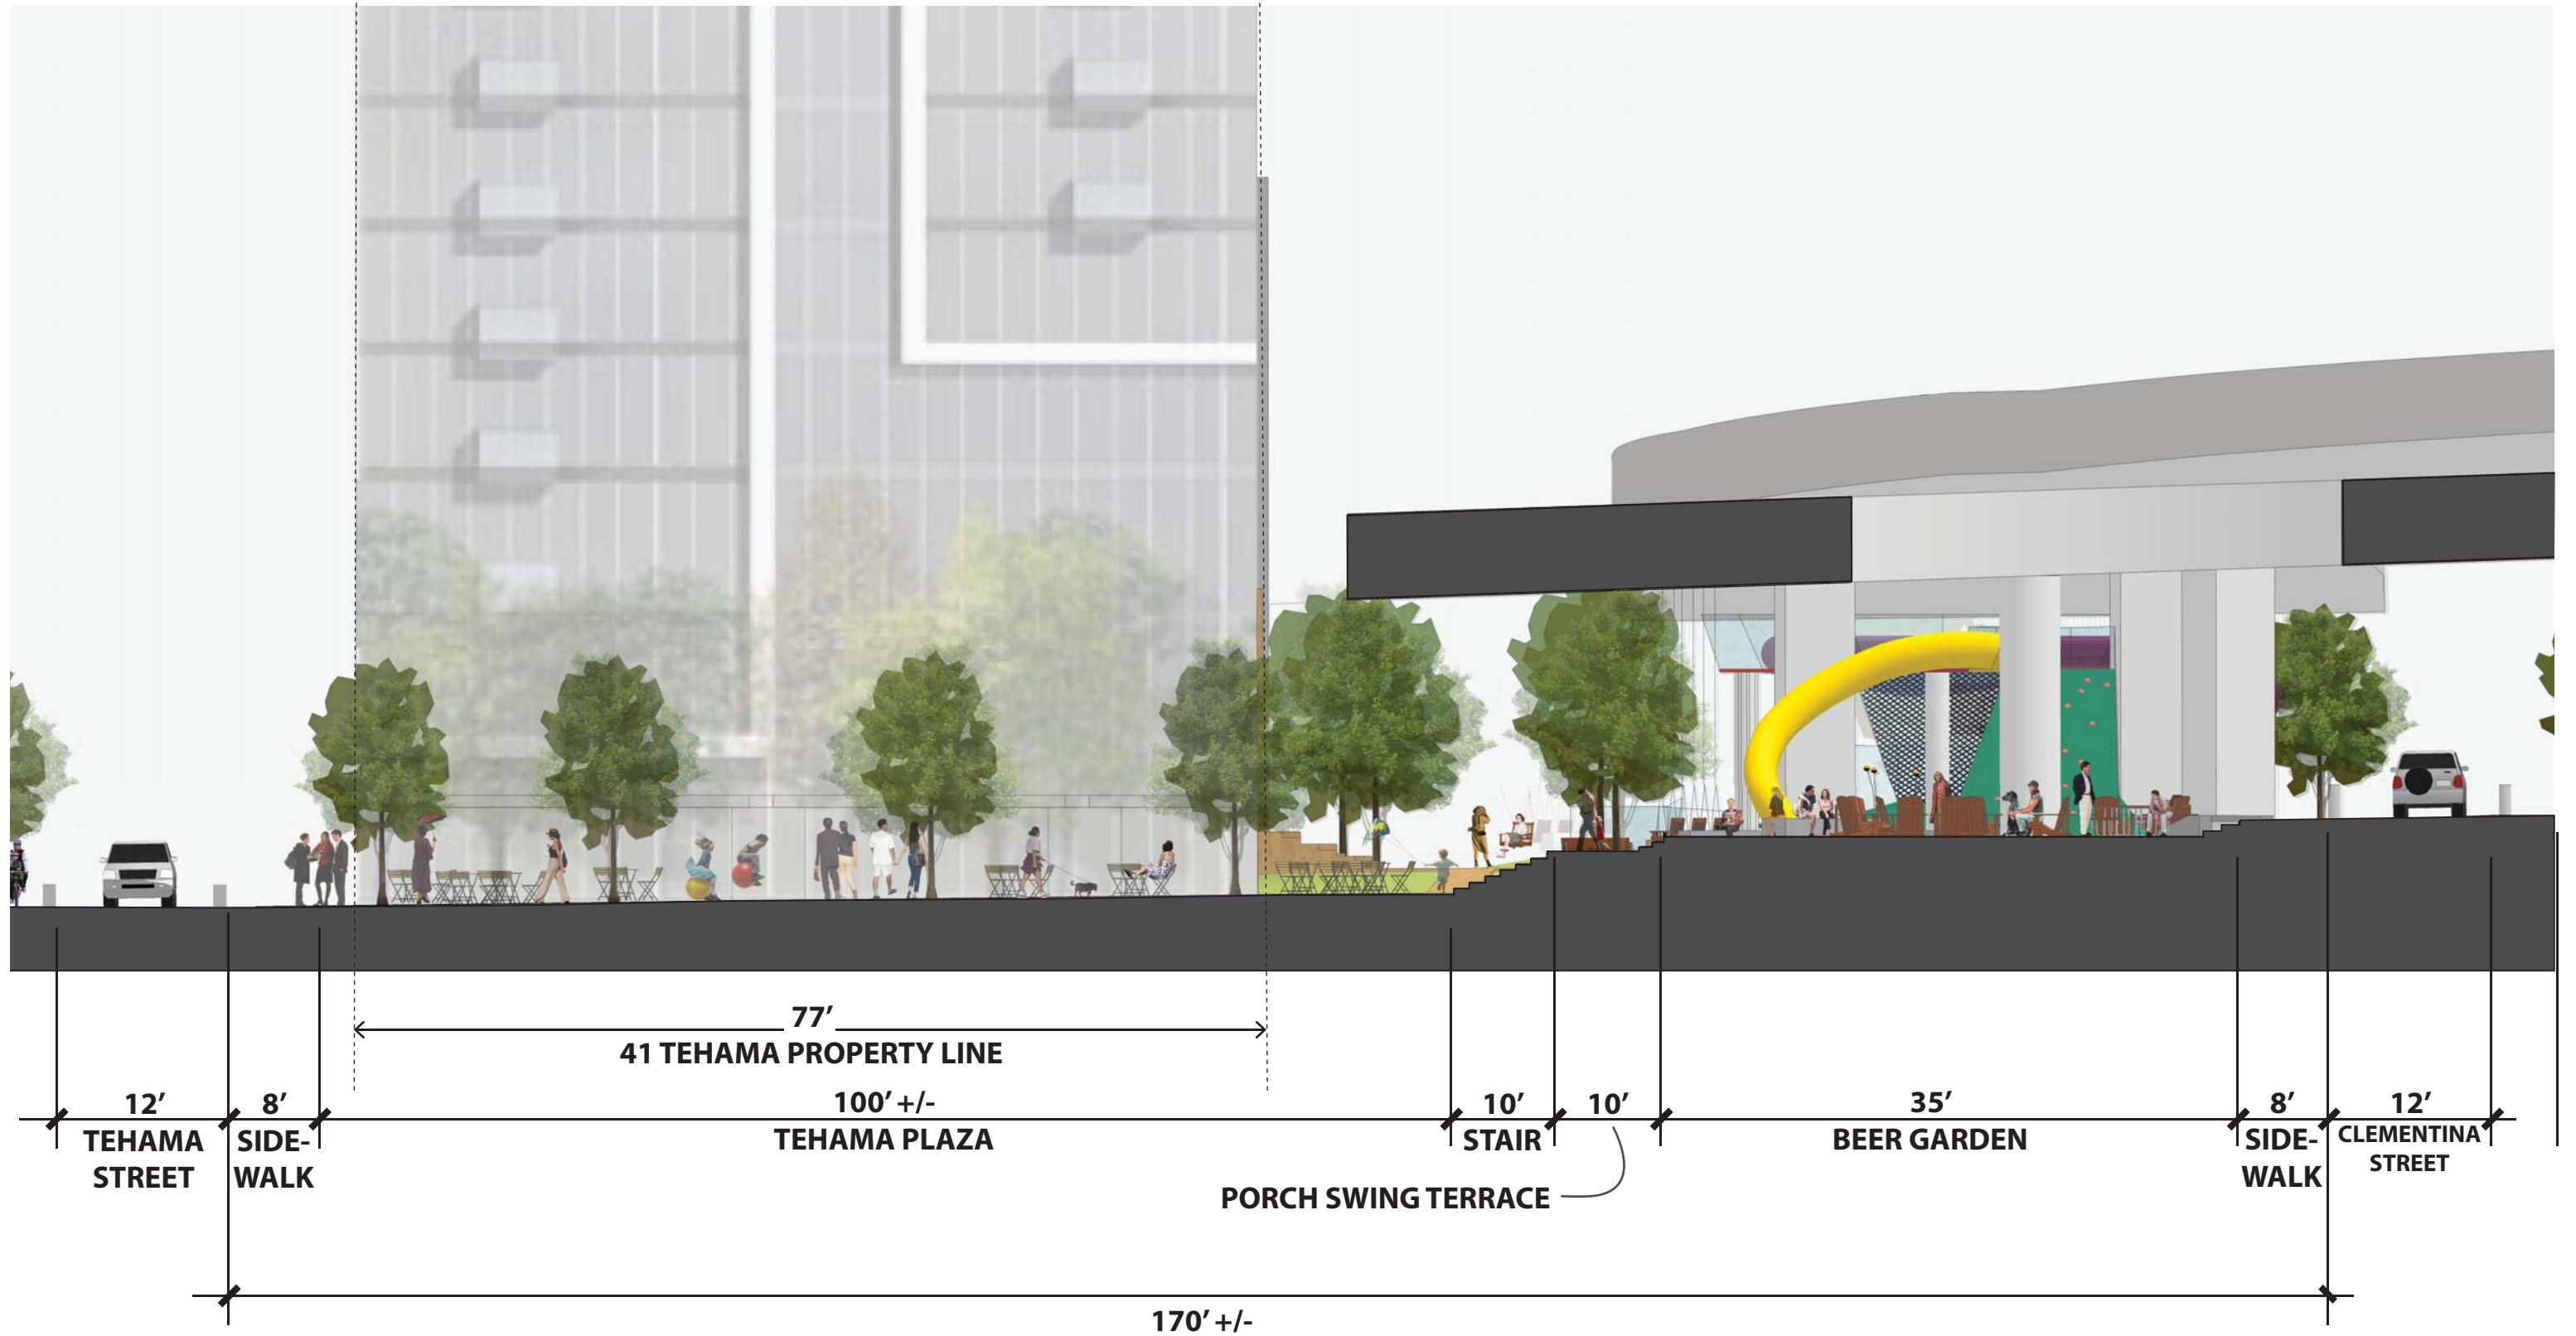 77’
41 TEHAMA PROPERTY LINE
12’
TEHAMA
STREET
8’
SIDE-
WALK
100’ +/-
TEHAMA PLAZA
10’
STAIR
10’
PORCH SWING TERRACE
35’
BEER GARDEN
8’
SIDE-
WALK
12’
CLEMENTINA
STREET
170’ +/-